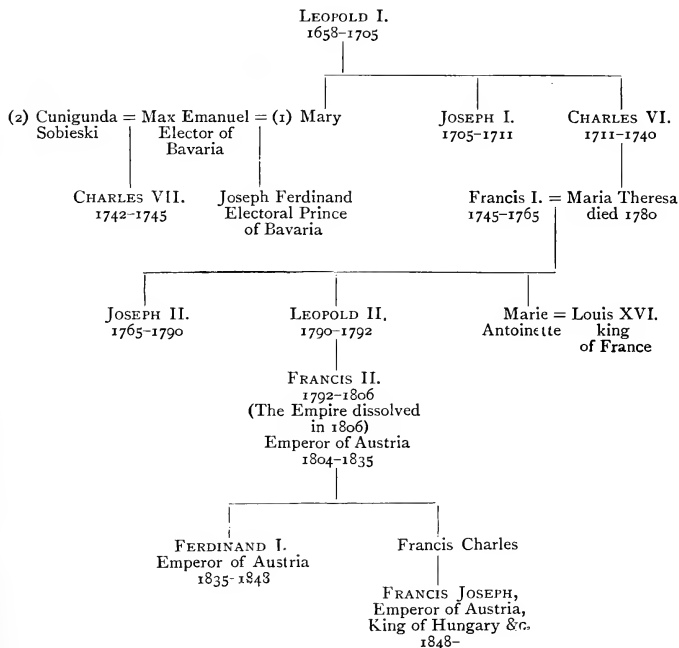 LEOPOLD I.
1658–1705
(2) Cunigunda = Max Emanuel = (1) Mary
Sobieski
Elector of
Bavaria
JOSEPH I.
1705–1711
CHARLES VI.
1711–1740
CHARLES VII.
1742–1745
Joseph Ferdinand
Electoral Prince
of Bavaria
Francis I. = Maria Theresa
1745–1765
died 1780
JOSEPH II.
1765–1790
LEOPOLD II.
1790–1792
Marie = Louis XVI.
Antoinette
king
of France
FRANCIS II.
1792–1806
(The Empire dissolved
in 1806)
Emperor of Austria
1804–1835
FERDINAND I.
Emperor of Austria
1835-1848
Francis Charles
FRANCIS JOSEPH,
Emperor of Austria,
King of Hungary &c.
1848–